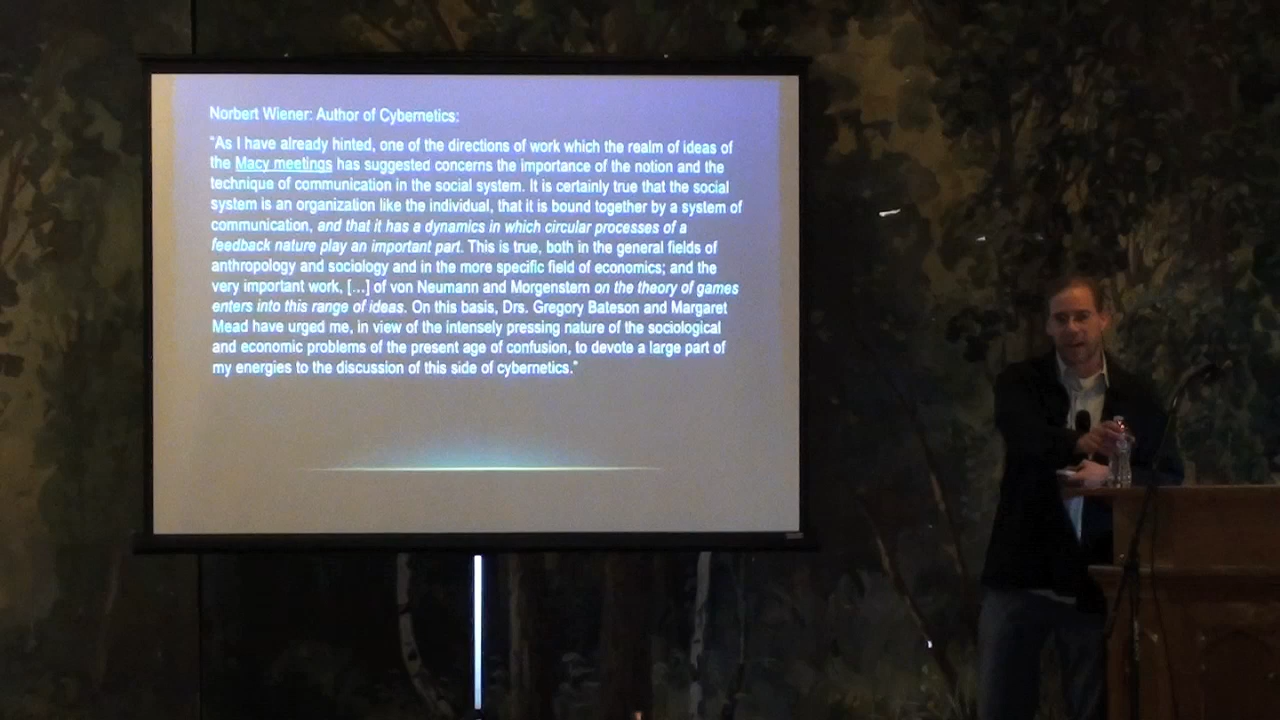 Norbert Wiener: Author of Cybernetics:
"As I have already hinted, one of the directions of work which the realm of ideas of
the Macy meetings has suggested concerns the importance of the notion and the
technique of communication in the social system. It is certainly true that the social
system is an organization like the individual, that it is bound together by a system of
communication, and that it has a dynamics in which circular processes of a
feedback nature play an important part. This is true, both in the general fields of
anthropology and sociology and in the more specific field of economics; and the
very important work, [...] of von Neumann and Morgenstern on the theory of games
enters into this range of ideas. On this basis, Drs. Gregory Bateson and Margaret
Mead have urged me, in view of the intensely pressing nature of the sociological
and economic problems of the present age of confusion, to devote a large part of
my energies to the discussion of this side of cybernetics."